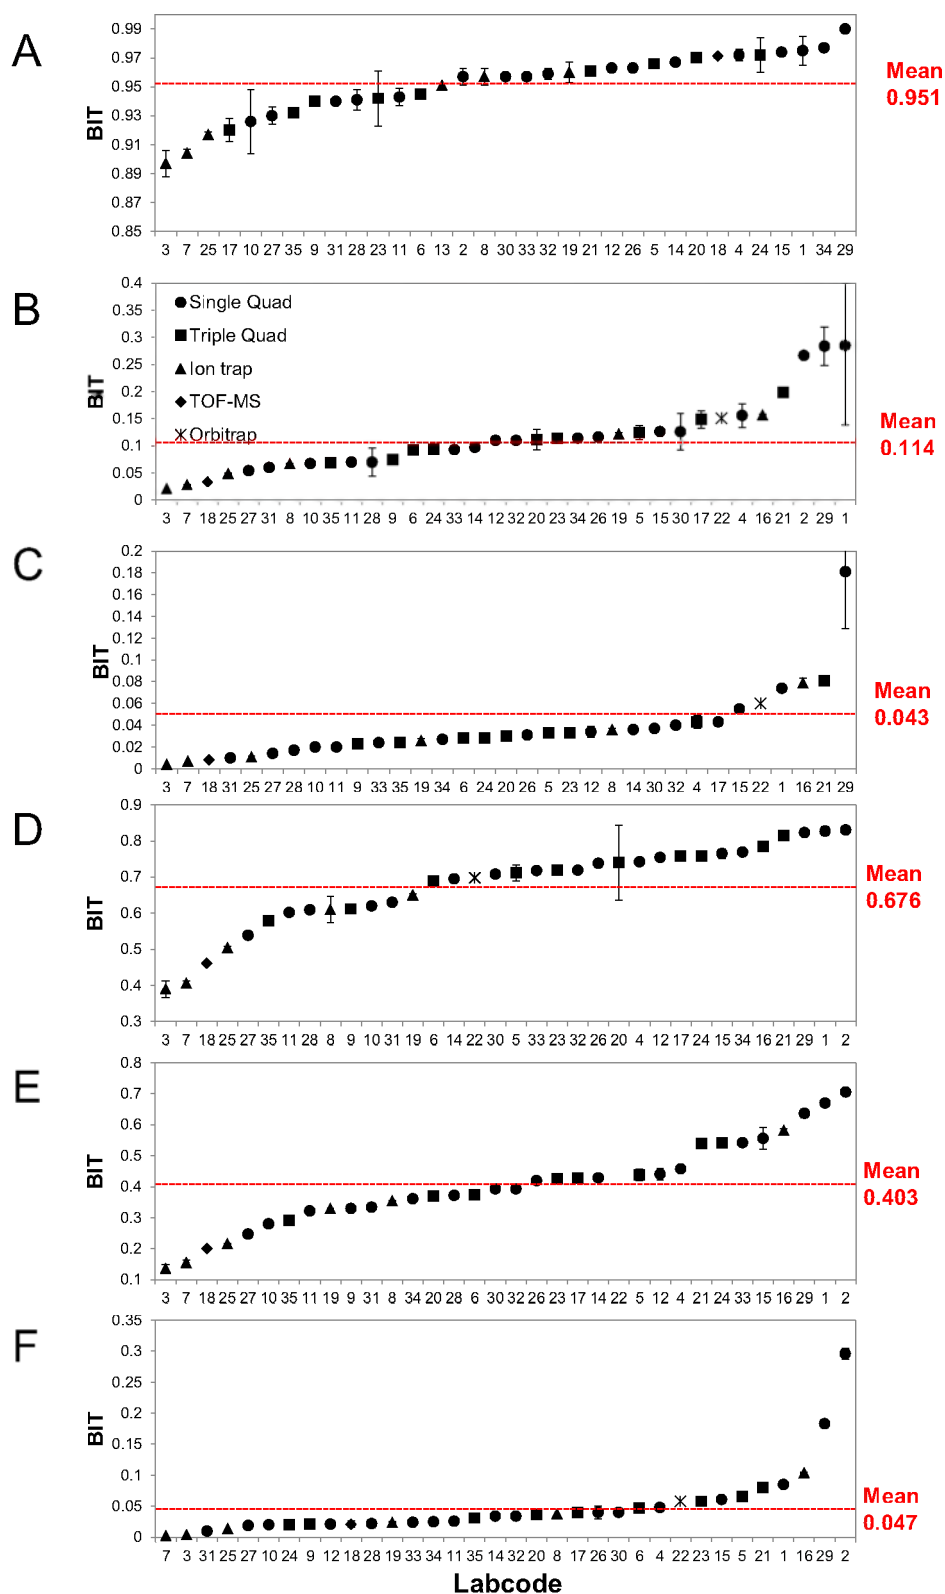 A
0.99
0.97
0.95
0.93
0.91
0.89
0.87
0.85
BIT
Mean
0.951
3 7 25 17 10 27 35 9 31 28 23 11 6 13 2 8 30 33 32 19 21 12 26 5 14 20 18 4 24 15 1 34 29
B
0.4
0.35
0.3
0.25
0.2
0.15
0.1
0.05
0
BIT
Single Quad
Triple Quad
Ion trap
TOF-MS
Orbitrap
Mean
0.114
3 7 18 25 27 31 8 10 35 11 28 9 6 24 33 14 12 32 20 23 34 26 19 5 15 30 17 22 4 16 21 2 29 1
C
0.2
0.18
0.16
0.14
0.12
0.1
0.08
0.06
0.04
0.02
0
BIT
Mean
0.043
3 7 18 31 25 27 28 10 11 9 33 35 19 34 6 24 20 26 5 23 12 8 14 30 32 4 17 15 22 1 16 21 29
D
0.9
0.8
0.7
0.6
0.5
0.4
0.3
BIT
Mean
0.676
3 7 18 25 27 35 11 28 8 9 10 31 19 6 14 22 30 5 33 23 32 26 20 4 12 17 24 15 34 16 21 29 1 2
E
0.8
0.7
0.6
0.5
0.4
0.3
0.2
0.1
BIT
Mean
0.403
3 7 18 25 27 10 35 11 19 9 31 8 34 20 28 6 30 32 26 23 17 14 22 5 12 4 21 24 33 15 16 29 1 2
F
0.35
0.3
0.25
0.2
0.15
0.1
0.05
0
BIT
Mean
0.047
7 3 31 25 27 10 24 9 12 18 28 19 33 34 11 35 14 32 20 8 17 26 30 6 4 22 23 15 5 21 1 16 29 2
Labcode